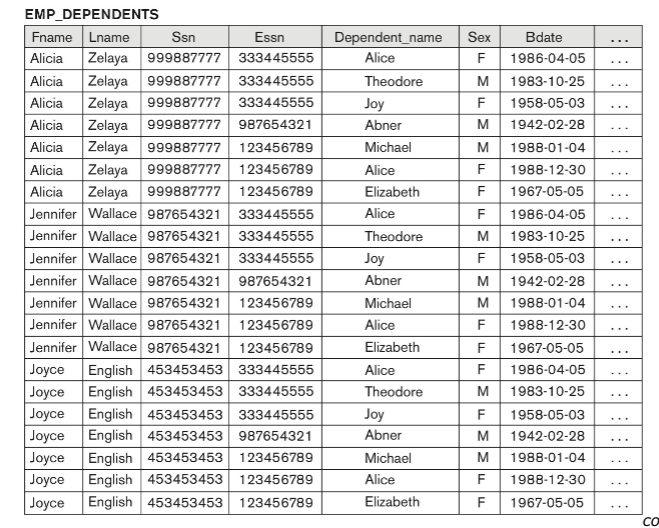 EMP_DEPENDENTS
Fname Lname Ssn Essn Dependent_name Sex Bdate ...
Alicia Zelaya 999887777 333445555 Alice F 1986-04-05 ...
Alicia Zelaya 999887777 333445555 Theodore M 1983-10-25 ...
Alicia Zelaya 999887777 333445555 Joy F 1958-05-03 ...
Alicia Zelaya 999887777 987654321 Abner M 1942-02-28 ...
Alicia Zelaya 999887777 123456789 Michael M 1988-01-04 ...
Alicia Zelaya 999887777 123456789 Alice F 1988-12-30 ...
Alicia Zelaya 999887777 123456789 Elizabeth F 1967-05-05 ...
Jennifer Wallace 987654321 333445555 Alice F 1986-04-05 ...
Jennifer Wallace 987654321 333445555 Theodore M 1983-10-25 ...
Jennifer Wallace 987654321 333445555 Joy F 1958-05-03 ...
Jennifer Wallace 987654321 987654321 Abner M 1942-02-28 ...
Jennifer Wallace 987654321 123456789 Michael M 1988-01-04 ...
Jennifer Wallace 987654321 123456789 Alice F 1988-12-30 ...
Jennifer Wallace 987654321 123456789 Elizabeth F 1967-05-05 ...
Joyce English 453453453 333445555 Alice F 1986-04-05 ...
Joyce English 453453453 333445555 Theodore M 1983-10-25 ...
Joyce English 453453453 333445555 Joy F 1958-05-03 ...
Joyce English 453453453 987654321 Abner M 1942-02-28 ...
Joyce English 453453453 123456789 Michael M 1988-01-04 ...
Joyce English 453453453 123456789 Alice F 1988-12-30 ...
Joyce English 453453453 123456789 Elizabeth F 1967-05-05 ...
co